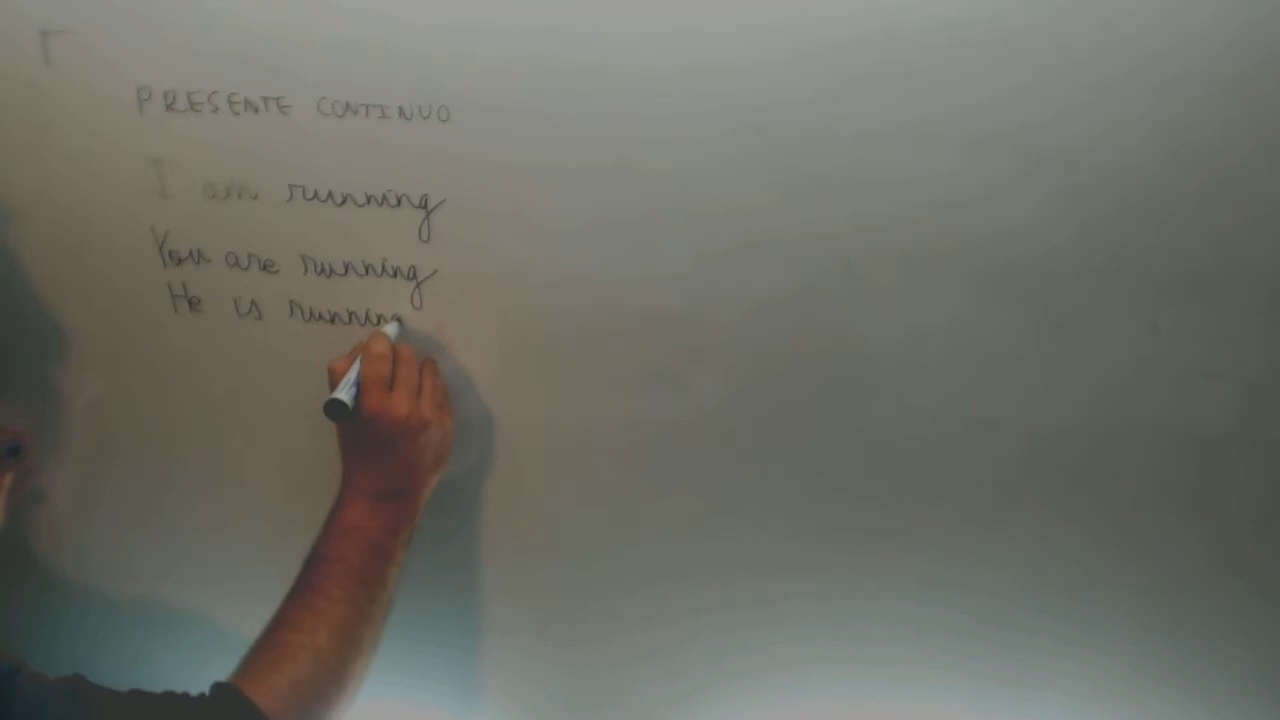 PRESENTE CONTINUO
I am running
You are running
He is running